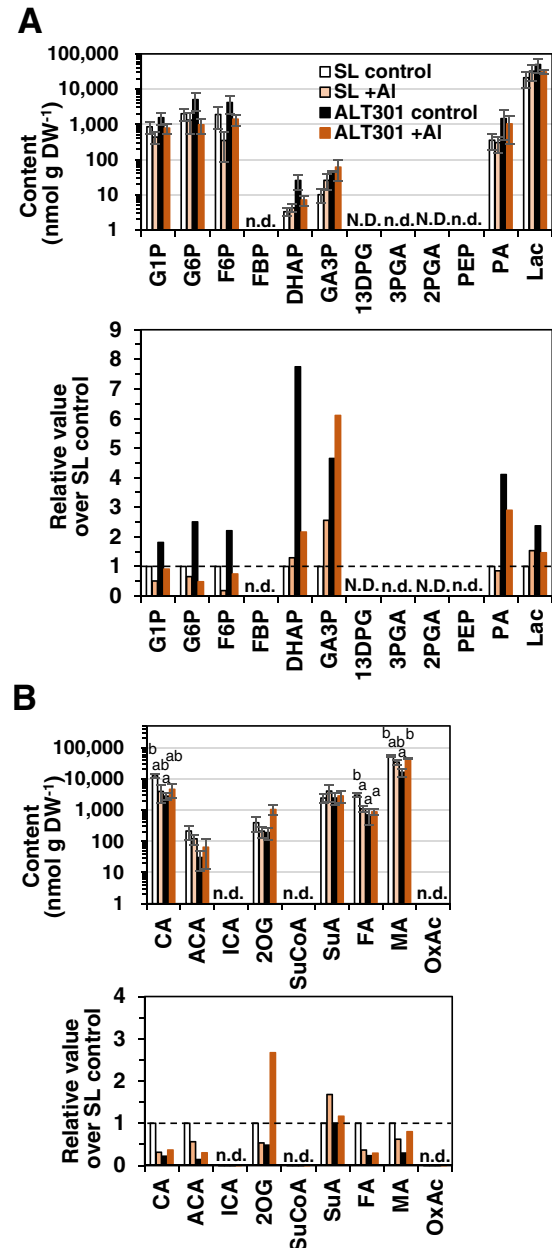 A
Content
(nmol g DW⁻¹)
100,000
10,000
1,000
100
10
1
SL control
SL +Al
ALT301 control
ALT301 +Al
n.d. N.D. n.d. N.D. n.d.
G1P G6P F6P FBP DHAP GA3P 13DPG 3PGA 2PGA PEP PA Lac
Relative value
over SL control
9
8
7
6
5
4
3
2
1
0
n.d. N.D. n.d. N.D. n.d.
G1P G6P F6P FBP DHAP GA3P 13DPG 3PGA 2PGA PEP PA Lac
B
Content
(nmol g DW⁻¹)
100,000
10,000
1,000
100
10
1
b ab a ab
b a a a
b ab a b
n.d. n.d. n.d.
CA ACA ICA 2OG SuCoA SuA FA MA OxAc
Relative value
over SL control
4
3
2
1
0
n.d. n.d. n.d.
CA ACA ICA 2OG SuCoA SuA FA MA OxAc